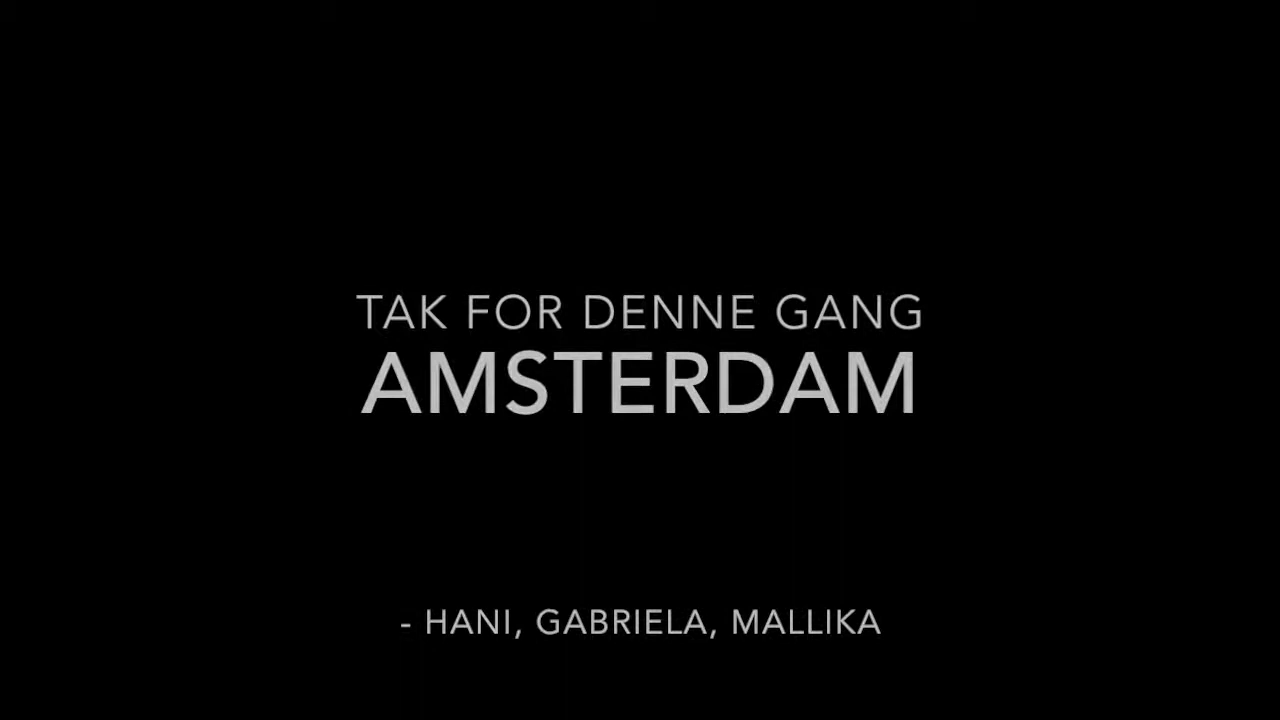 TAK FOR DENNE GANG
AMSTERDAM
- HANI, GABRIELA, MALLIKA